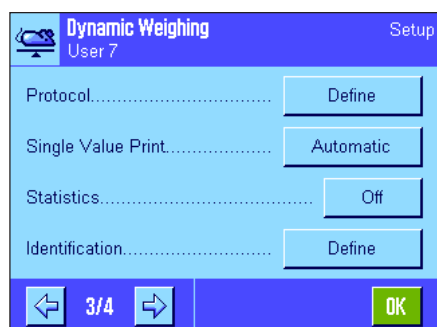 Dynamic Weighing Setup
User 7
Protocol................................ Define
Single Value Print................... Automatic
Statistics...................................... Off
Identification.......................... Define
3/4 OK